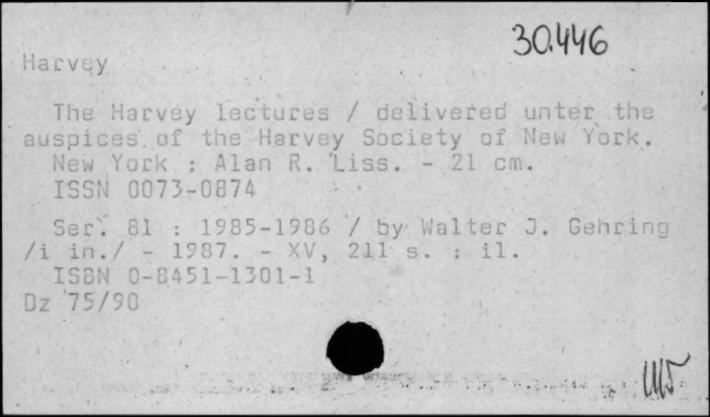 30.446
Harvey
The Harvey lectures / delivered unter the
auspices of the Harvey Society of New York.
New York : Alan R. Liss. - 21 cm.
ISSN 0073-0874
Ser. 81 : 1985-1986 / by Walter J. Gehring
/i in./ - 1987. - XV, 211 s. : il.
ISBN 0-8451-1301-1
Dz 75/90